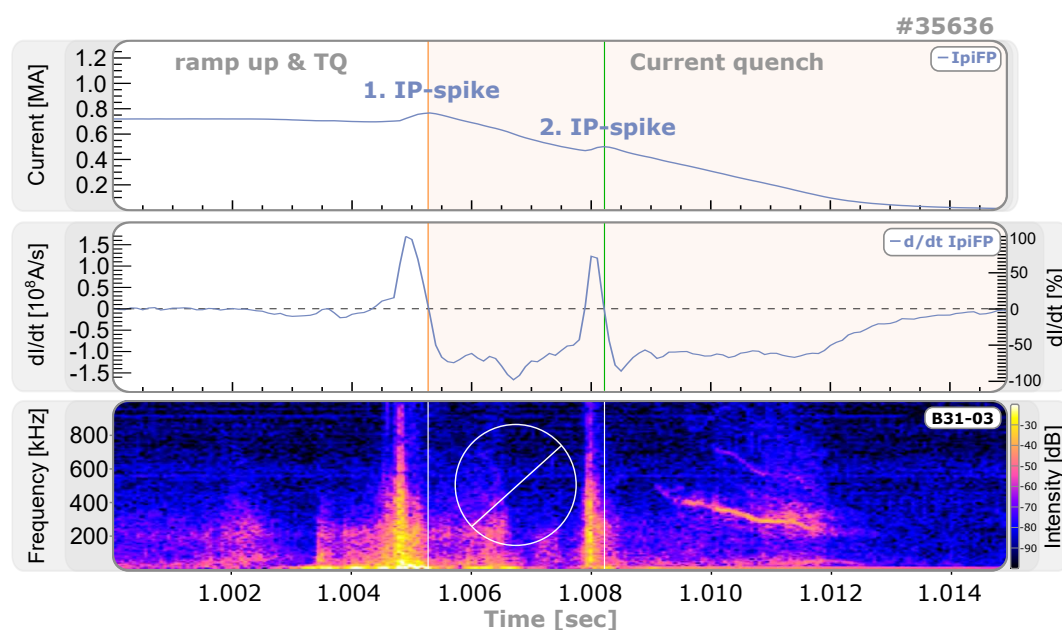 #35636
ramp up & TQ
Current quench
– IpiFP
1. IP-spike
2. IP-spike
Current [MA]
1.2
1.0
0.8
0.6
0.4
0.2
– d/dt IpiFP
dI/dt [10⁸A/s]
1.5
1.0
0.5
0
-0.5
-1.0
-1.5
100
50
0
-50
-100
dI/dt [%]
B31-03
Frequency [kHz]
800
600
400
200
-30
-40
-50
-60
-70
-80
-90
Intensity [dB]
1.002 1.004 1.006 1.008 1.010 1.012 1.014
Time [sec]